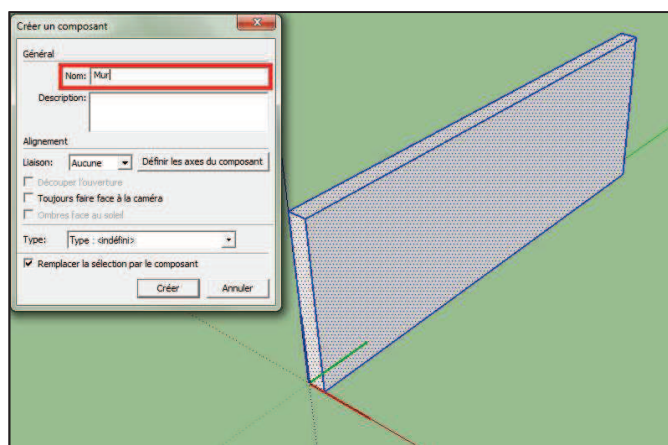 Créer un composant
Général
Nom: Mur
Description:
Alignement
Liaison: Aucune Définir les axes du composant
Découper l'ouverture
Toujours faire face à la caméra
Ombres face au soleil
Type: Type : <indéfini>
Remplacer la sélection par le composant
Créer Annuler